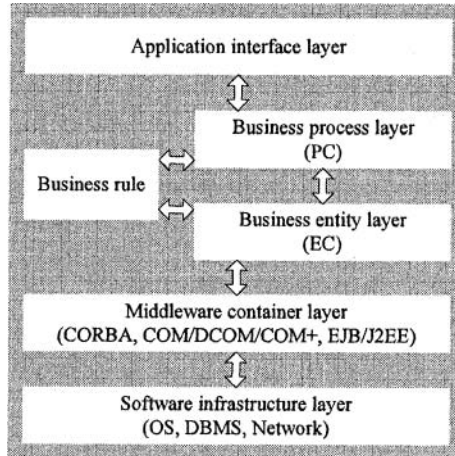 Application interface layer
Business process layer
(PC)
Business rule
Business entity layer
(EC)
Middleware container layer
(CORBA, COM/DCOM/COM+, EJB/J2EE)
Software infrastructure layer
(OS, DBMS, Network)